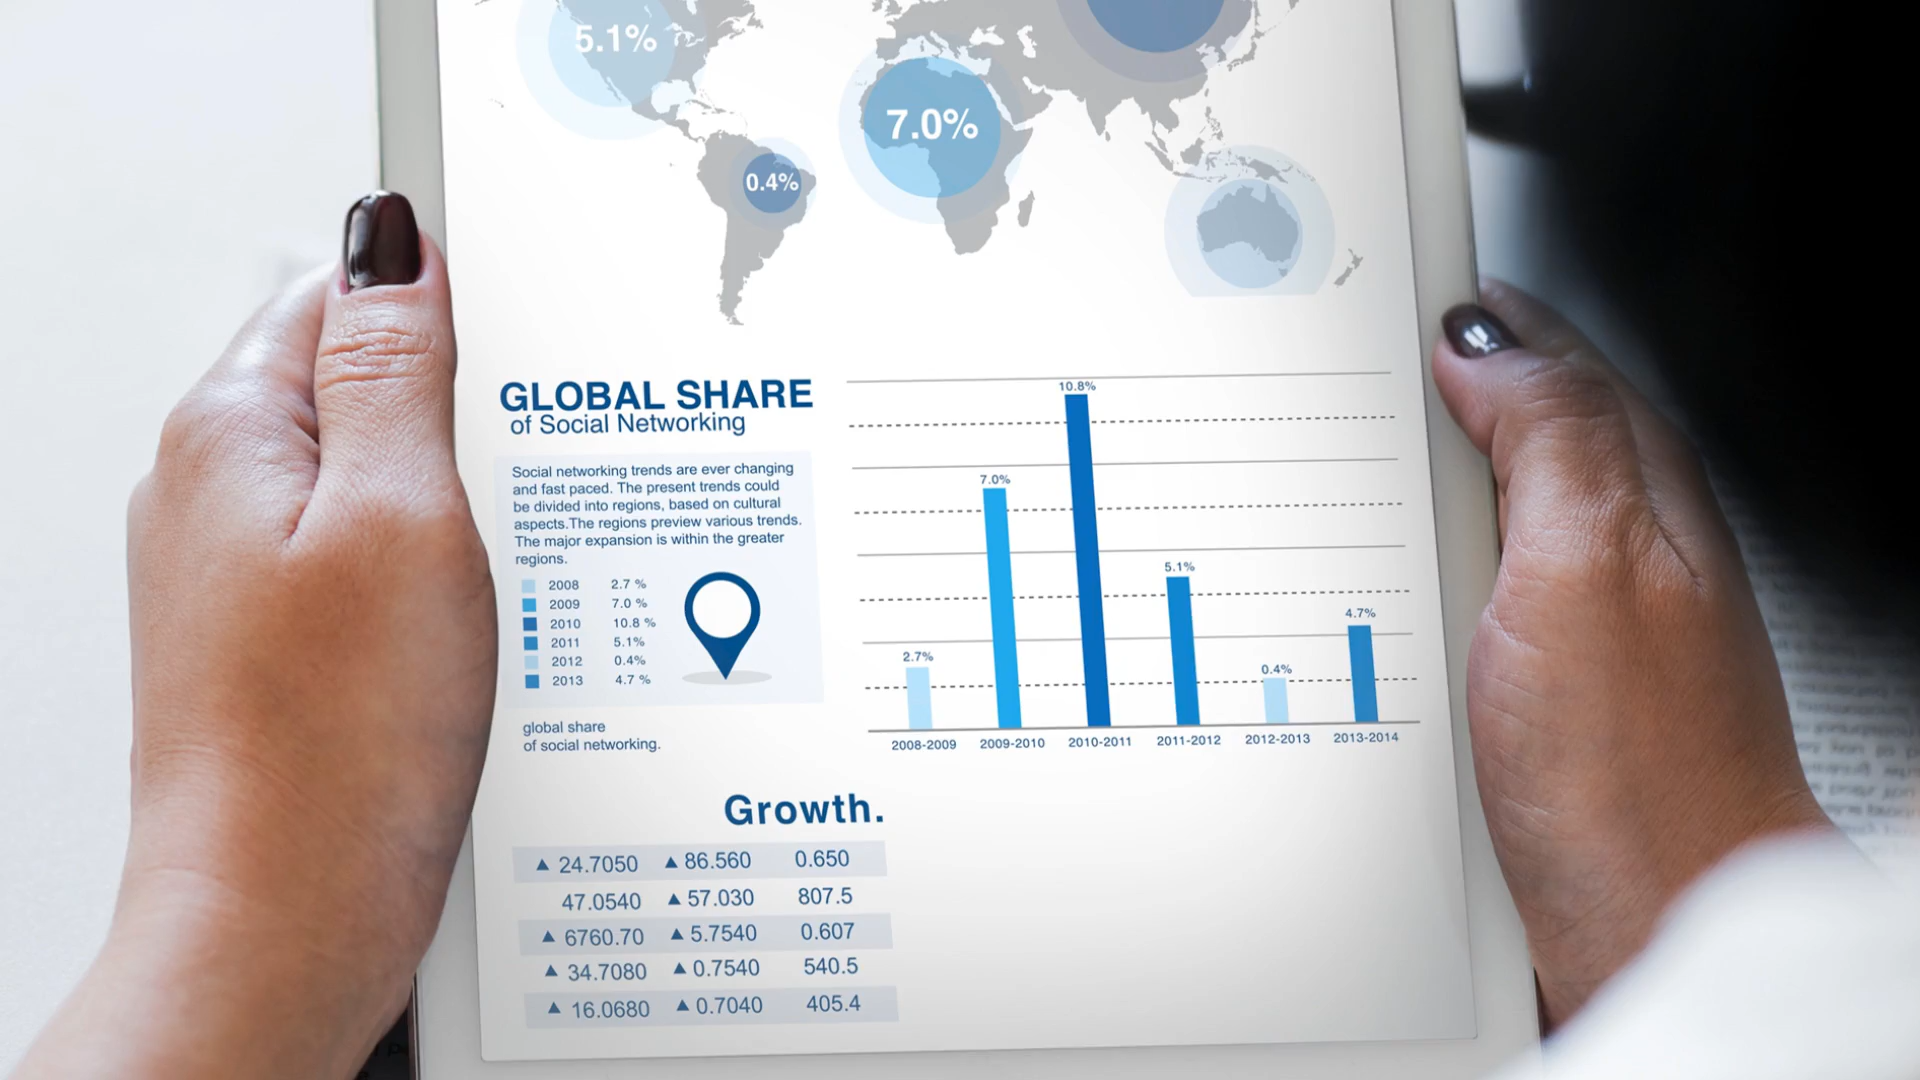 5.1%
7.0%
0.4%
GLOBAL SHARE
of Social Networking
Social networking trends are ever changing
and fast paced. The present trends could
be divided into regions, based on cultural
aspects.The regions preview various trends.
The major expansion is within the greater
regions.
2008 2.7 %
2009 7.0 %
2010 10.8 %
2011 5.1%
2012 0.4%
2013 4.7 %
global share
of social networking.
10.8%
7.0%
5.1%
4.7%
2.7%
0.4%
2008-2009 2009-2010 2010-2011 2011-2012 2012-2013 2013-2014
Growth.
▲ 24.7050 ▲ 86.560 0.650
47.0540 ▲ 57.030 807.5
▲ 6760.70 ▲ 5.7540 0.607
▲ 34.7080 ▲ 0.7540 540.5
▲ 16.0680 ▲ 0.7040 405.4